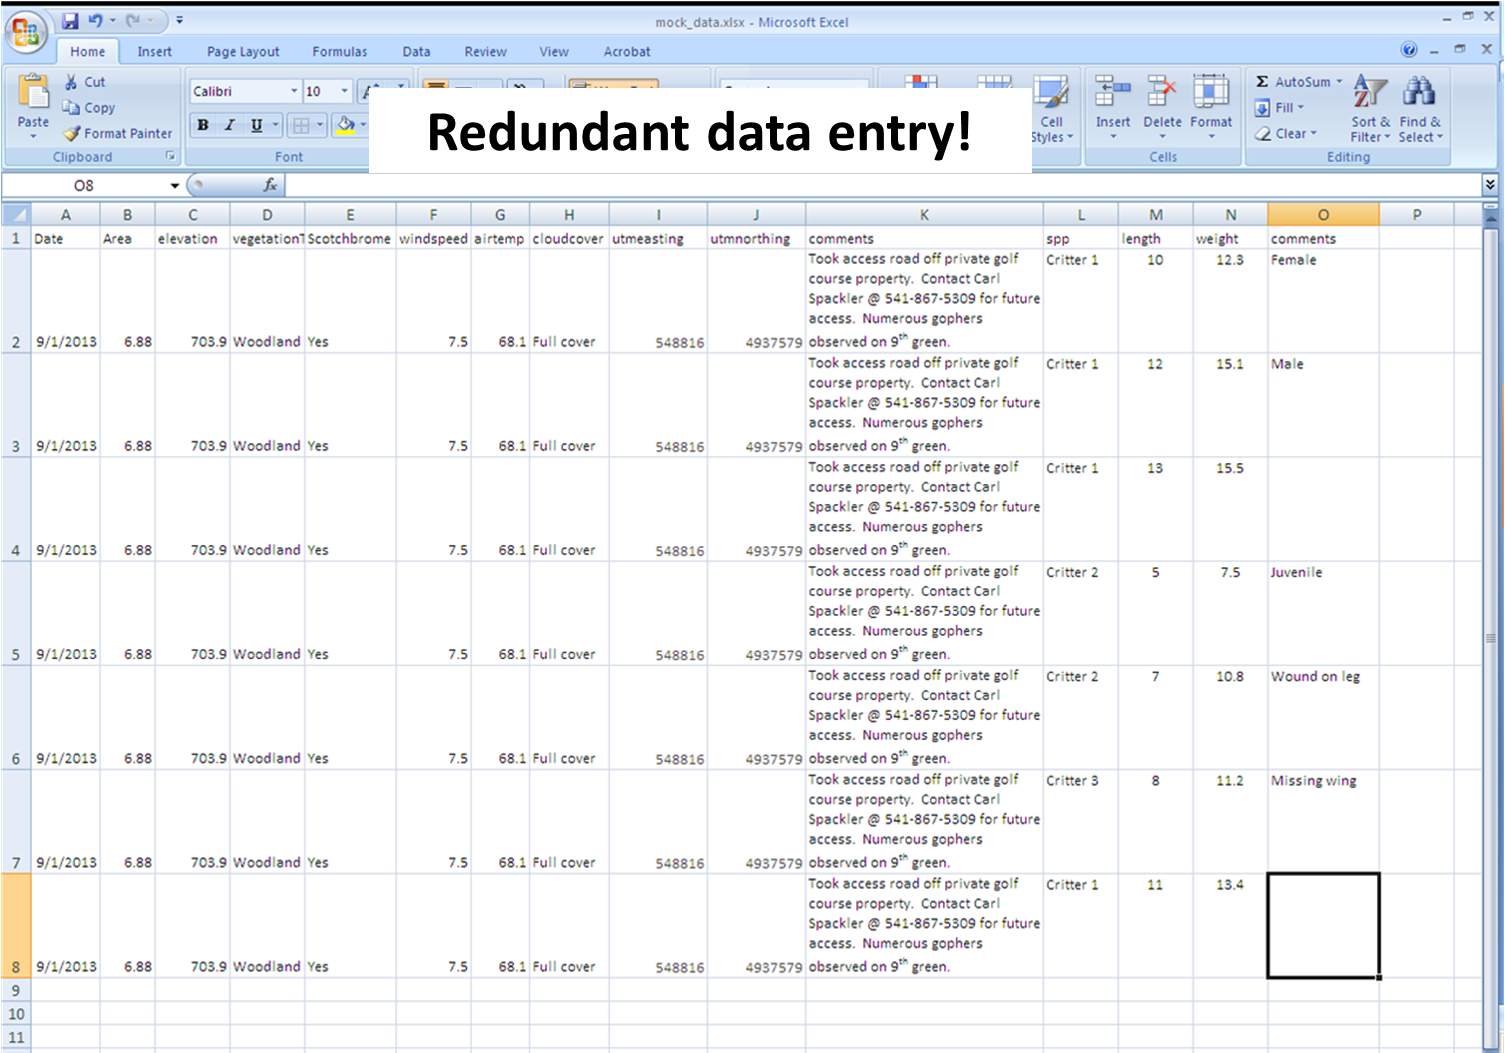 mock_data.xlsx - Microsoft Excel
Home Insert Page Layout Formulas Data Review View Acrobat
Paste
Cut
Copy
Format Painter
Clipboard
Calibri 10
B I U
Font
Redundant data entry!
Cell
Styles
Insert Delete Format
Cells
Σ AutoSum
Fill
Clear
Sort &
Filter
Find &
Select
Editing
O8 fx
A B C D E F G H I J K L M N O P
1 Date Area elevation vegetationT Scotchbrome windspeed airtemp cloudcover utmeasting utmnorthing comments spp length weight comments
Took access road off private golf Critter 1 10 12.3 Female
course property. Contact Carl
Spackler @ 541-867-5309 for future
access. Numerous gophers
2 9/1/2013 6.88 703.9 Woodland Yes 7.5 68.1 Full cover 548816 4937579 observed on 9th green.
Took access road off private golf Critter 1 12 15.1 Male
course property. Contact Carl
Spackler @ 541-867-5309 for future
access. Numerous gophers
3 9/1/2013 6.88 703.9 Woodland Yes 7.5 68.1 Full cover 548816 4937579 observed on 9th green.
Took access road off private golf Critter 1 13 15.5
course property. Contact Carl
Spackler @ 541-867-5309 for future
access. Numerous gophers
4 9/1/2013 6.88 703.9 Woodland Yes 7.5 68.1 Full cover 548816 4937579 observed on 9th green.
Took access road off private golf Critter 2 5 7.5 Juvenile
course property. Contact Carl
Spackler @ 541-867-5309 for future
access. Numerous gophers
5 9/1/2013 6.88 703.9 Woodland Yes 7.5 68.1 Full cover 548816 4937579 observed on 9th green.
Took access road off private golf Critter 2 7 10.8 Wound on leg
course property. Contact Carl
Spackler @ 541-867-5309 for future
access. Numerous gophers
6 9/1/2013 6.88 703.9 Woodland Yes 7.5 68.1 Full cover 548816 4937579 observed on 9th green.
Took access road off private golf Critter 3 8 11.2 Missing wing
course property. Contact Carl
Spackler @ 541-867-5309 for future
access. Numerous gophers
7 9/1/2013 6.88 703.9 Woodland Yes 7.5 68.1 Full cover 548816 4937579 observed on 9th green.
Took access road off private golf Critter 1 11 13.4
course property. Contact Carl
Spackler @ 541-867-5309 for future
access. Numerous gophers
8 9/1/2013 6.88 703.9 Woodland Yes 7.5 68.1 Full cover 548816 4937579 observed on 9th green.
9
10
11